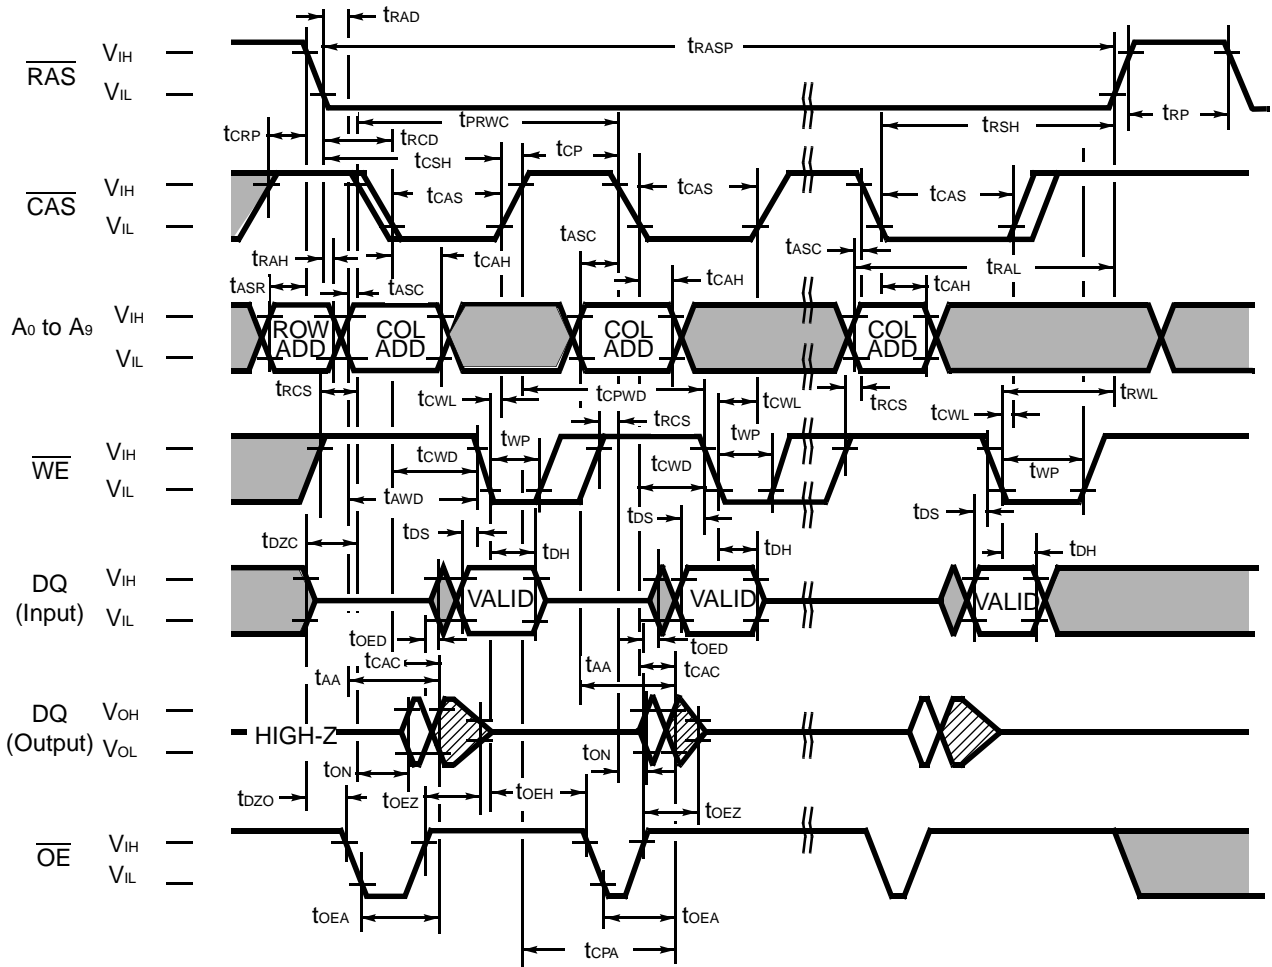 tRAD
RAS
VIH
VIL
tRASP
tCRP
tPRWC
tRCD
tCSH
tCP
tRSH
tRP
CAS
VIH
VIL
tCAS
tCAS
tCAS
tRAH
tCAH
tASC
tCAH
tASC
tRAL
tCAH
tASR
tASC
A0 to A9
VIH
VIL
ROW
ADD
COL
ADD
COL
ADD
COL
ADD
tRCS
tCWL
tCPWD
tRCS
tCWL
tRCS
tCWL
tRWL
WE
VIH
VIL
tCWD
tWP
tCWD
tWP
tWP
tAWD
tDZC
tDS
tDH
tDS
tDH
tDS
tDH
DQ
(Input)
VIH
VIL
VALID
VALID
VALID
tOED
tCAC
tAA
tOED
tCAC
tAA
DQ
(Output)
VOH
VOL
HIGH-Z
tON
tON
tDZO
tOEZ
tOEH
tOEZ
OE
VIH
VIL
tOEA
tOEA
tCPA